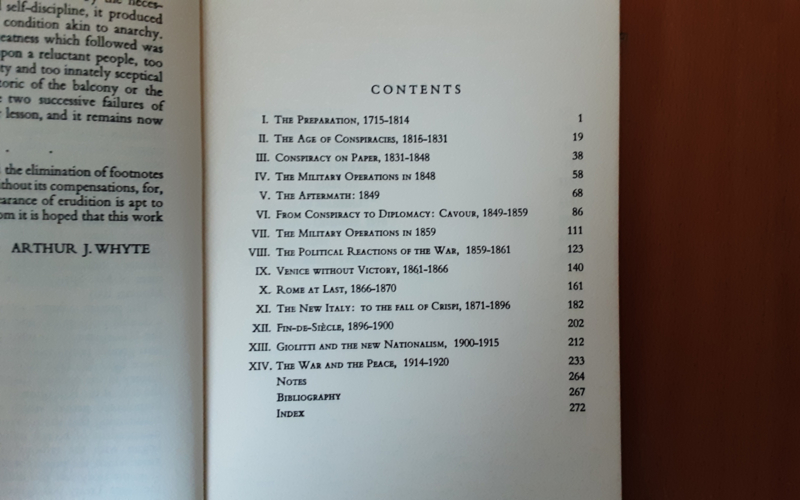 self-discipline, it produced
condition akin to anarchy.
eatness which followed was
pon a reluctant people, too
ty and too innately sceptical
toric of the balcony or the
two successive failures of
lesson, and it remains now
the elimination of footnotes
thout its compensations, for,
arance of erudition is apt to
om it is hoped that this work
ARTHUR J. WHYTE
CONTENTS
I. The Preparation, 1715-1814 1
II. The Age of Conspiracies, 1816-1831 19
III. Conspiracy on Paper, 1831-1848 38
IV. The Military Operations in 1848 58
V. The Aftermath: 1849 68
VI. From Conspiracy to Diplomacy: Cavour, 1849-1859 86
VII. The Military Operations in 1859 111
VIII. The Political Reactions of the War, 1859-1861 123
IX. Venice without Victory, 1861-1866 140
X. Rome at Last, 1866-1870 161
XI. The New Italy: to the fall of Crispi, 1871-1896 182
XII. Fin-de-Siècle, 1896-1900 202
XIII. Giolitti and the new Nationalism, 1900-1915 212
XIV. The War and the Peace, 1914-1920 233
Notes 264
Bibliography 267
Index 272